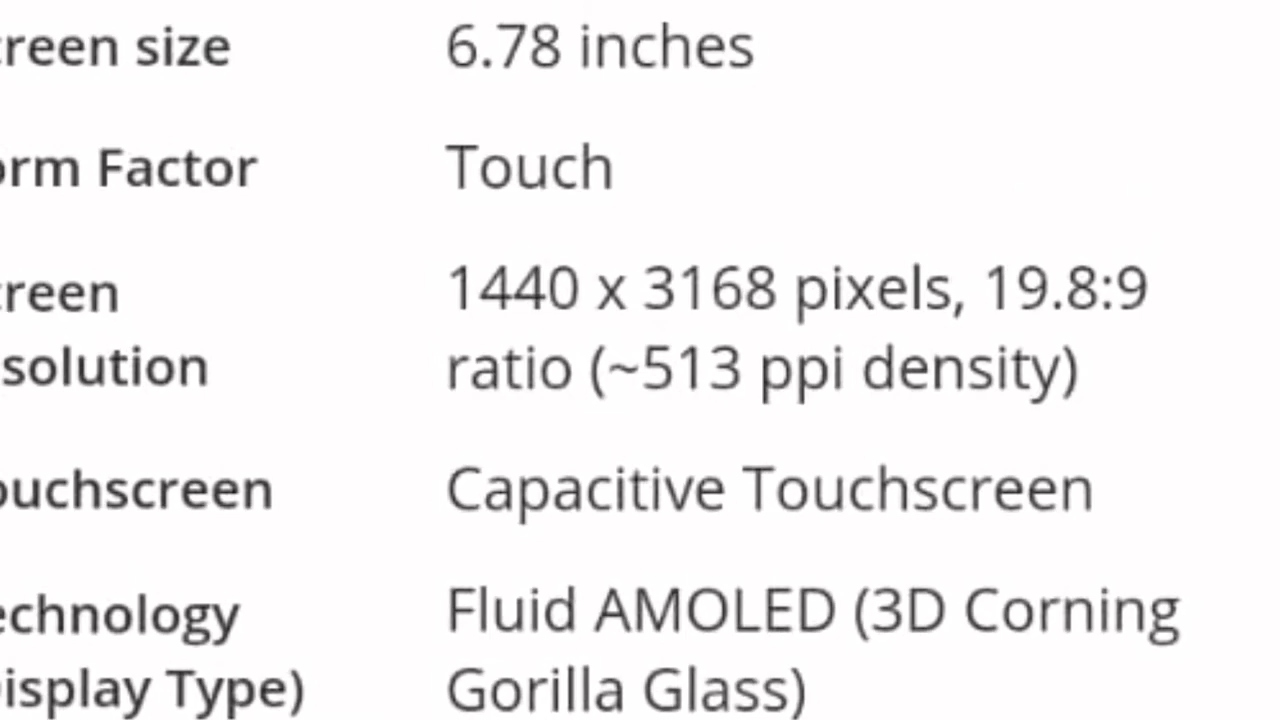 creen size 6.78 inches
orm Factor Touch
creen 1440 x 3168 pixels, 19.8:9
solution ratio (~513 ppi density)
ouchscreen Capacitive Touchscreen
echnology Fluid AMOLED (3D Corning
isplay Type) Gorilla Glass)